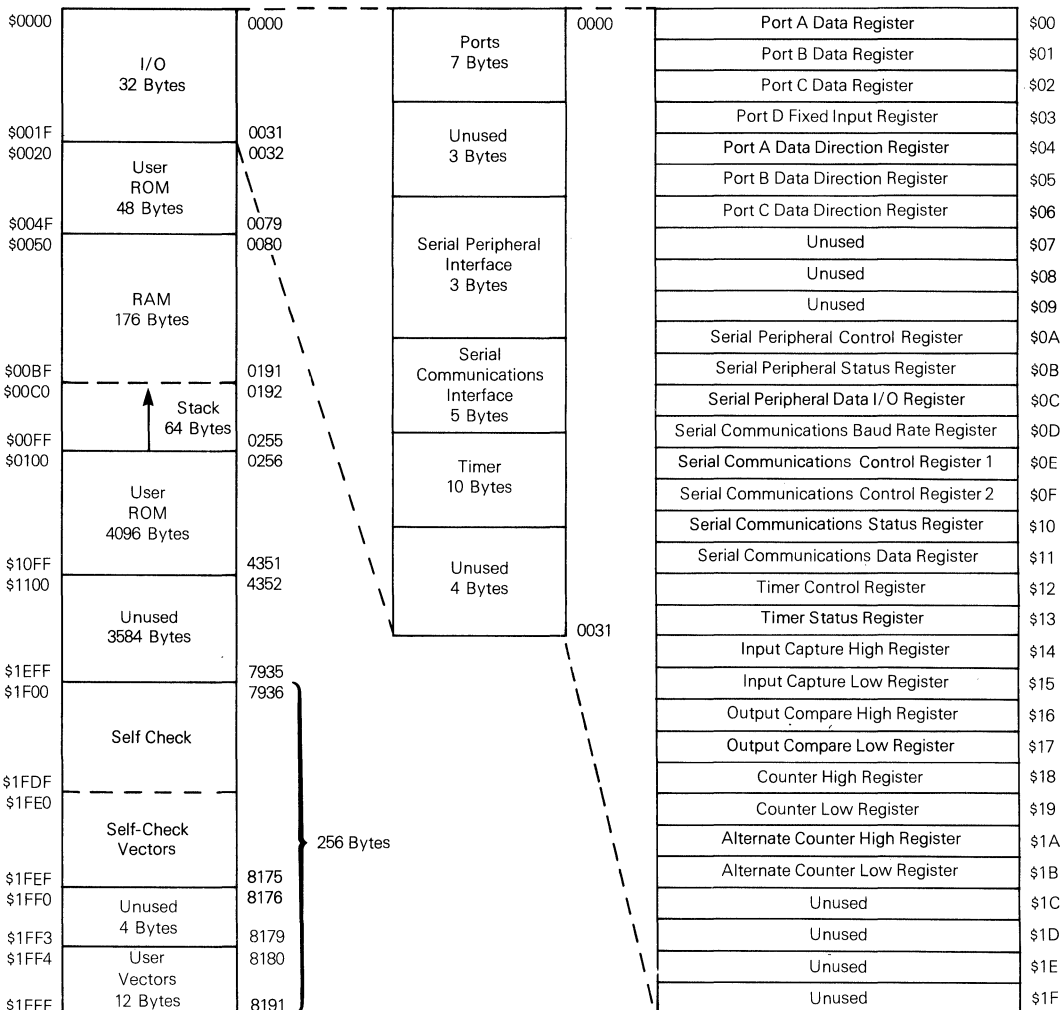 $0000
0000
I/O
32 Bytes
$001F
0031
$0020
0032
User
ROM
48 Bytes
$004F
0079
$0050
0080
RAM
176 Bytes
$00BF
0191
$00C0
0192
Stack
64 Bytes
$00FF
0255
$0100
0256
User
ROM
4096 Bytes
$10FF
4351
$1100
4352
Unused
3584 Bytes
$1EFF
7935
$1F00
7936
Self Check
$1FDF
$1FE0
Self-Check
Vectors
$1FEF
8175
$1FF0
8176
Unused
4 Bytes
$1FF3
8179
$1FF4
8180
User
Vectors
12 Bytes
$1FFF
8191
256 Bytes
0000
Ports
7 Bytes
Unused
3 Bytes
Serial Peripheral
Interface
3 Bytes
Serial
Communications
Interface
5 Bytes
Timer
10 Bytes
Unused
4 Bytes
0031
Port A Data Register $00
Port B Data Register $01
Port C Data Register $02
Port D Fixed Input Register $03
Port A Data Direction Register $04
Port B Data Direction Register $05
Port C Data Direction Register $06
Unused $07
Unused $08
Unused $09
Serial Peripheral Control Register $0A
Serial Peripheral Status Register $0B
Serial Peripheral Data I/O Register $0C
Serial Communications Baud Rate Register $0D
Serial Communications Control Register 1 $0E
Serial Communications Control Register 2 $0F
Serial Communications Status Register $10
Serial Communications Data Register $11
Timer Control Register $12
Timer Status Register $13
Input Capture High Register $14
Input Capture Low Register $15
Output Compare High Register $16
Output Compare Low Register $17
Counter High Register $18
Counter Low Register $19
Alternate Counter High Register $1A
Alternate Counter Low Register $1B
Unused $1C
Unused $1D
Unused $1E
Unused $1F